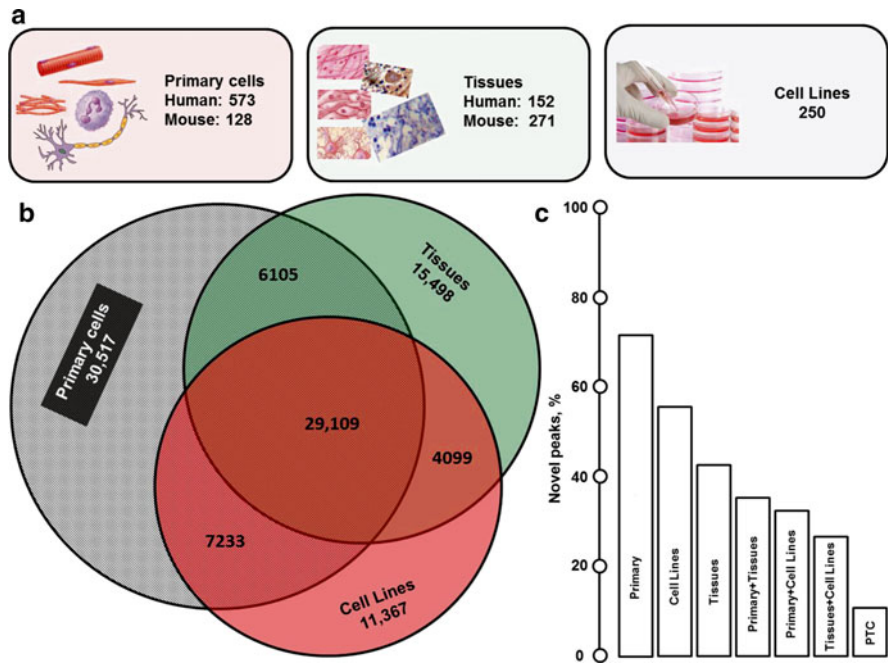 a
Primary cells
Human: 573
Mouse: 128
Tissues
Human: 152
Mouse: 271
Cell Lines
250
b
6105
Tissues
15,498
Primary cells
30,517
29,109
4099
7233
Cell Lines
11,367
c
100
80
60
40
20
0
Novel peaks, %
Primary
Cell Lines
Tissues
Primary+Tissues
Primary+Cell Lines
Tissues+Cell Lines
PTC